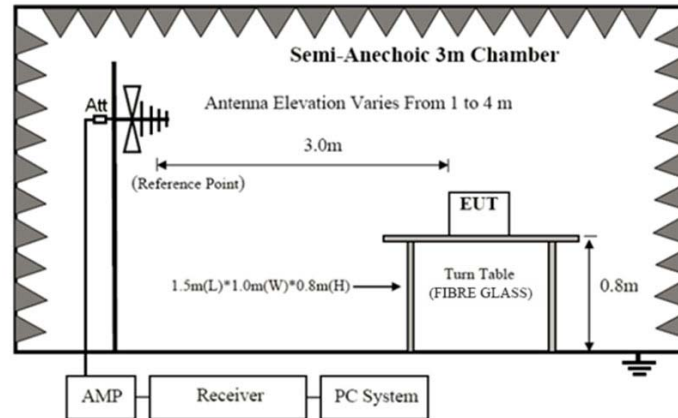 Semi-Anechoic 3m Chamber
Att
Antenna Elevation Varies From 1 to 4 m
3.0m
(Reference Point)
EUT
1.5m(L)*1.0m(W)*0.8m(H)
Turn Table
(FIBRE GLASS)
0.8m
AMP
Receiver
PC System